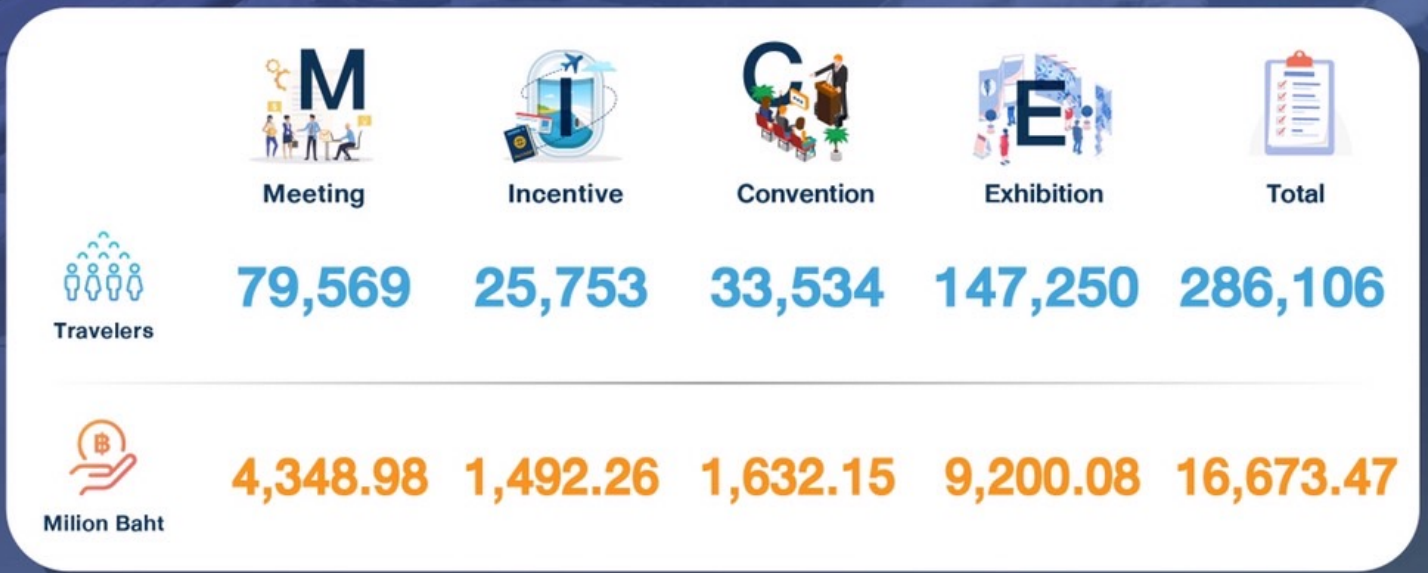 M I C E
Meeting Incentive Convention Exhibition Total
79,569 25,753 33,534 147,250 286,106
Travelers
฿
4,348.98 1,492.26 1,632.15 9,200.08 16,673.47
Milion Baht